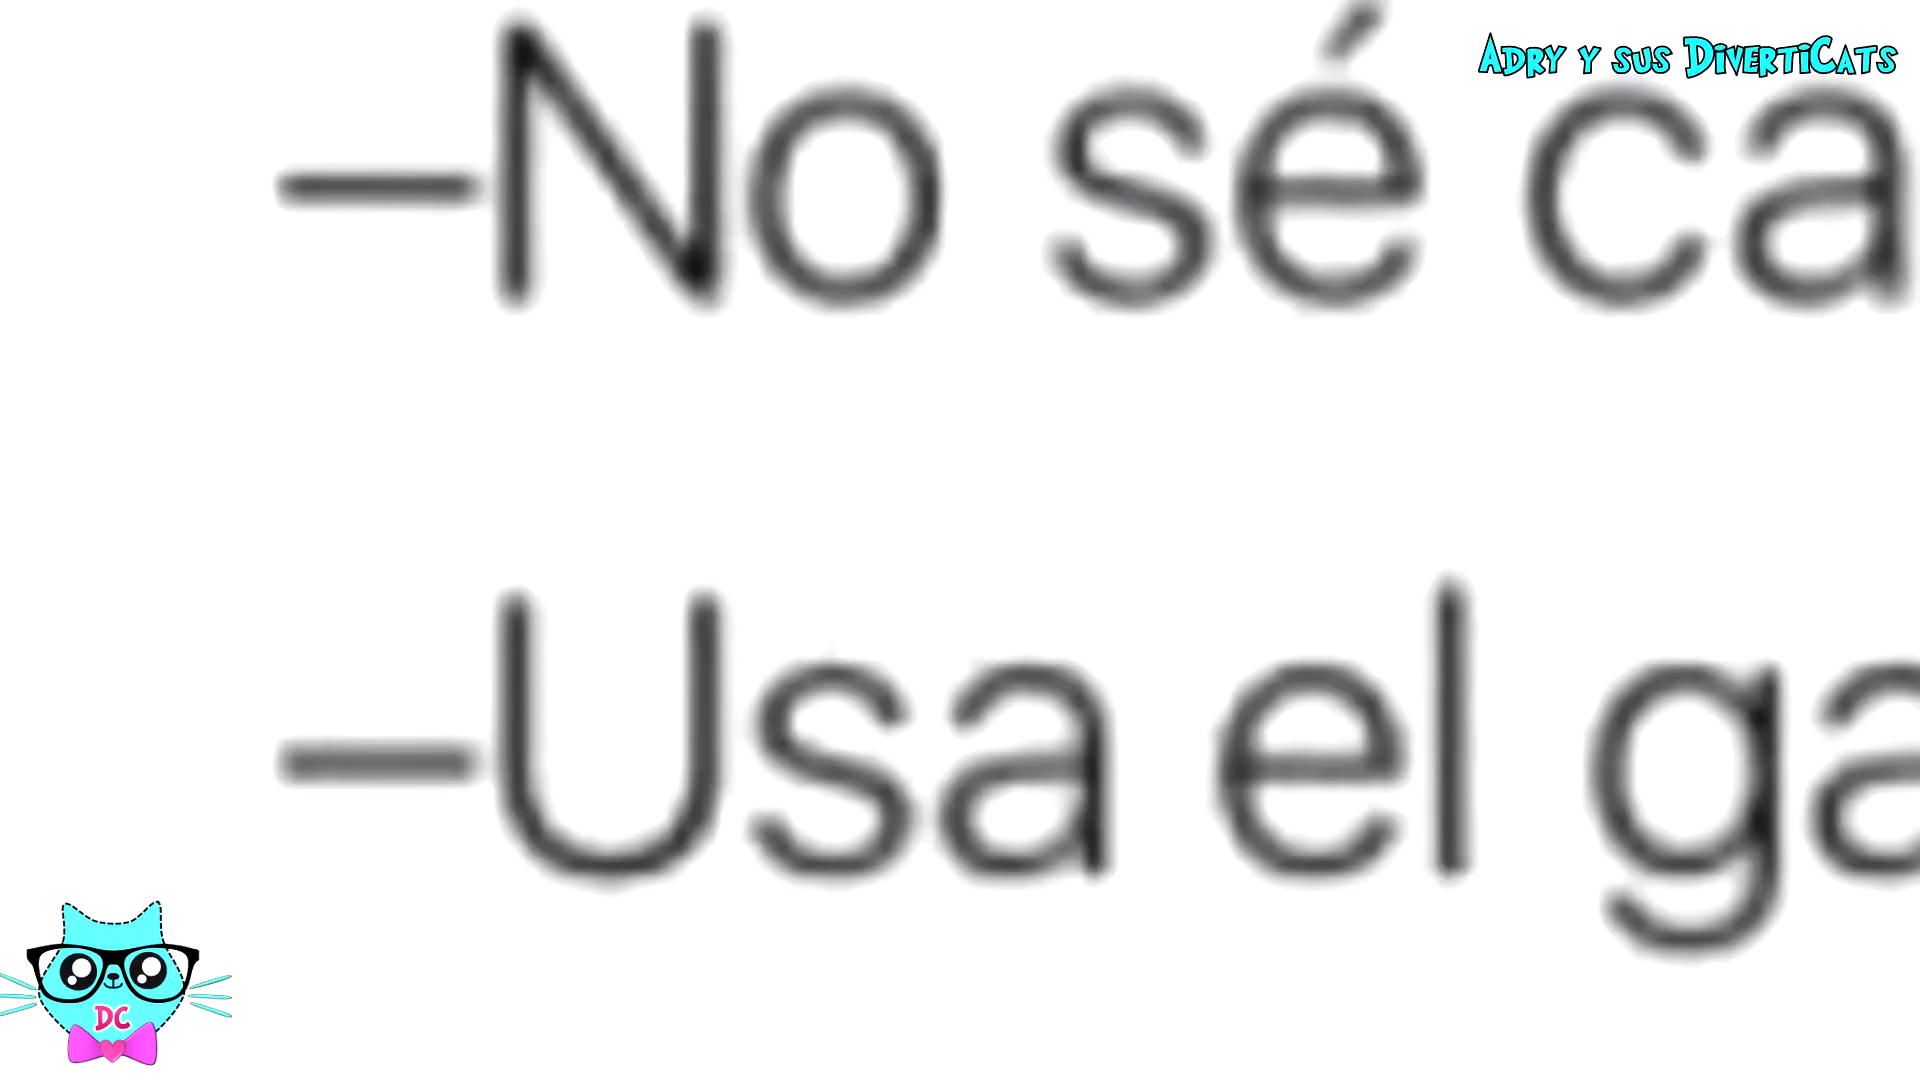 Adry y sus DivertiCats
—No sé ca
—Usa el ga
DC